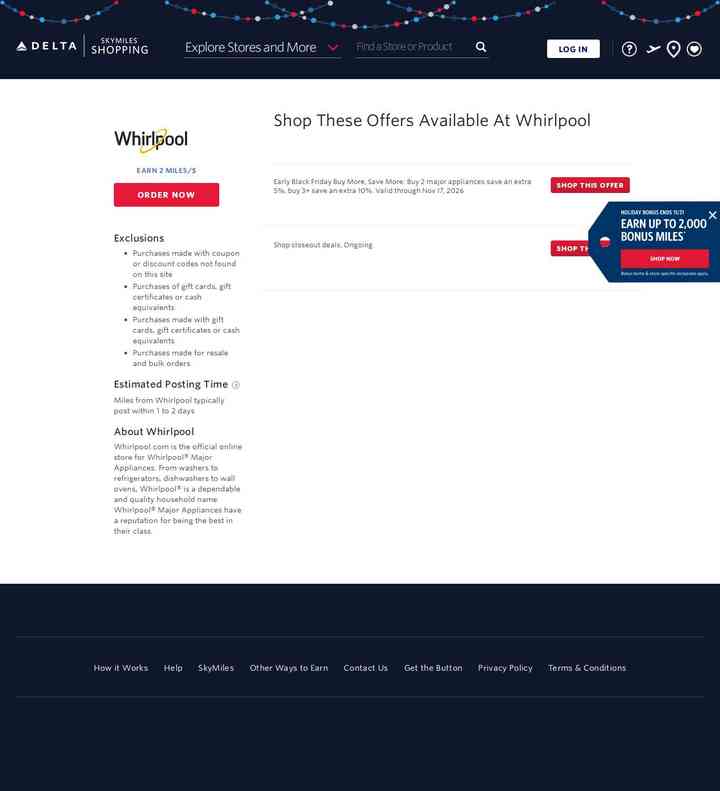 DELTA
SKYMILES
SHOPPING
Explore Stores and More
Find a Store or Product
LOG IN
Whirlpool
EARN 2 MILES/$
ORDER NOW
Exclusions
Purchases made with coupon
or discount codes not found
on this site
Purchases of gift cards, gift
certificates or cash
equivalents
Purchases made with gift
cards, gift certificates or cash
equivalents
Purchases made for resale
and bulk orders
Estimated Posting Time
Miles from Whirlpool typically
post within 1 to 2 days
About Whirlpool
Whirlpool.com is the official online
store for Whirlpool® Major
Appliances. From washers to
refrigerators, dishwashers to wall
ovens, Whirlpool® is a dependable
and quality household name.
Whirlpool® Major Appliances have
a reputation for being the best in
their class.
Shop These Offers Available At Whirlpool
Early Black Friday Buy More, Save More: Buy 2 major appliances save an extra
5%, buy 3+ save an extra 10%. Valid through Nov 17, 2026
SHOP THIS OFFER
Shop closeout deals. Ongoing
SHOP TH
HOLIDAY BONUS ENDS 11/21
EARN UP TO 2,000
BONUS MILES*
SHOP NOW
How it Works
Help
SkyMiles
Other Ways to Earn
Contact Us
Get the Button
Privacy Policy
Terms & Conditions